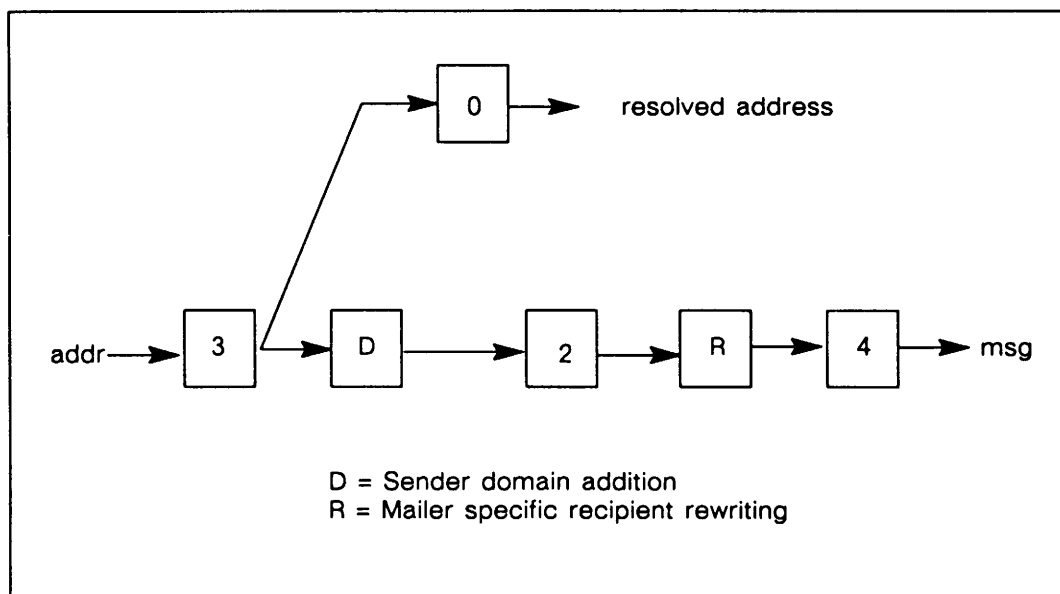 0
resolved address
addr
3
D
2
R
4
msg
D = Sender domain addition
R = Mailer specific recipient rewriting